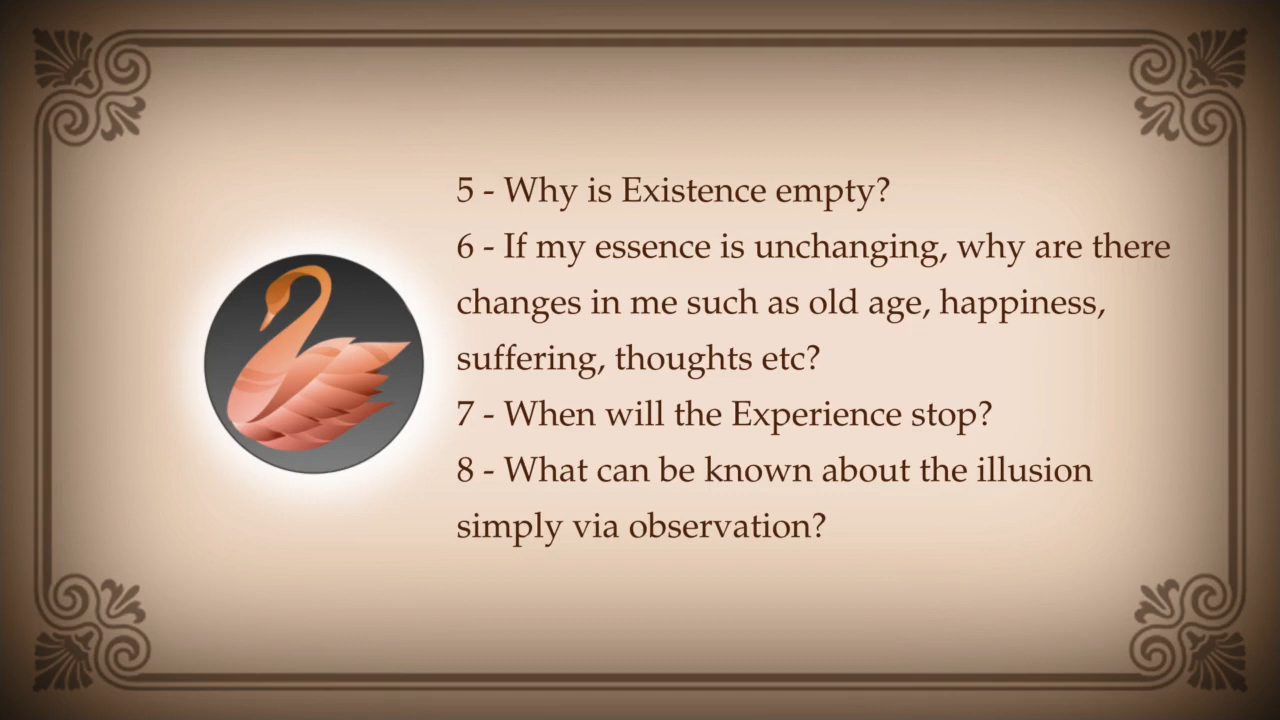 5 - Why is Existence empty?
6 - If my essence is unchanging, why are there
changes in me such as old age, happiness,
suffering, thoughts etc?
7 - When will the Experience stop?
8 - What can be known about the illusion
simply via observation?